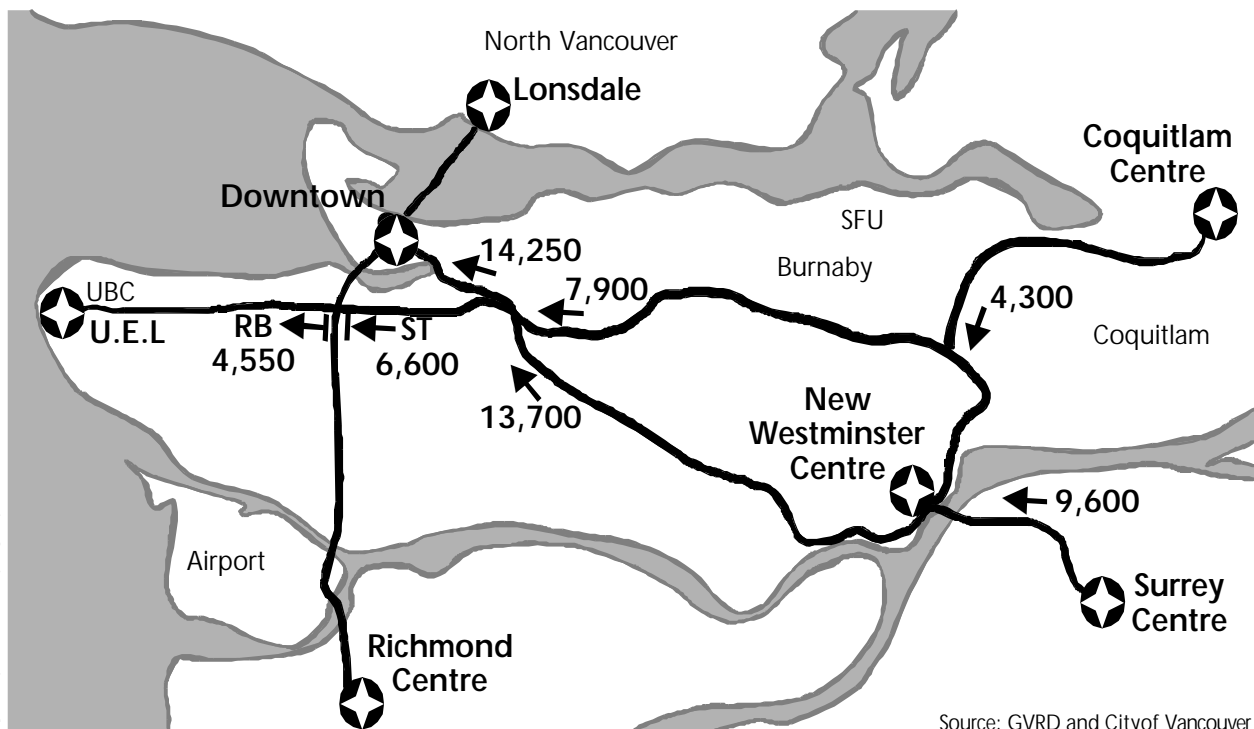 North Vancouver
Lonsdale
Coquitlam
Centre
Downtown
SFU
14,250
Burnaby
7,900
4,300
UBC
U.E.L
RB
ST
4,550
6,600
Coquitlam
13,700
New
Westminster
Centre
9,600
Airport
Surrey
Centre
Richmond
Centre
Source: GVRD and Cityof Vancouver